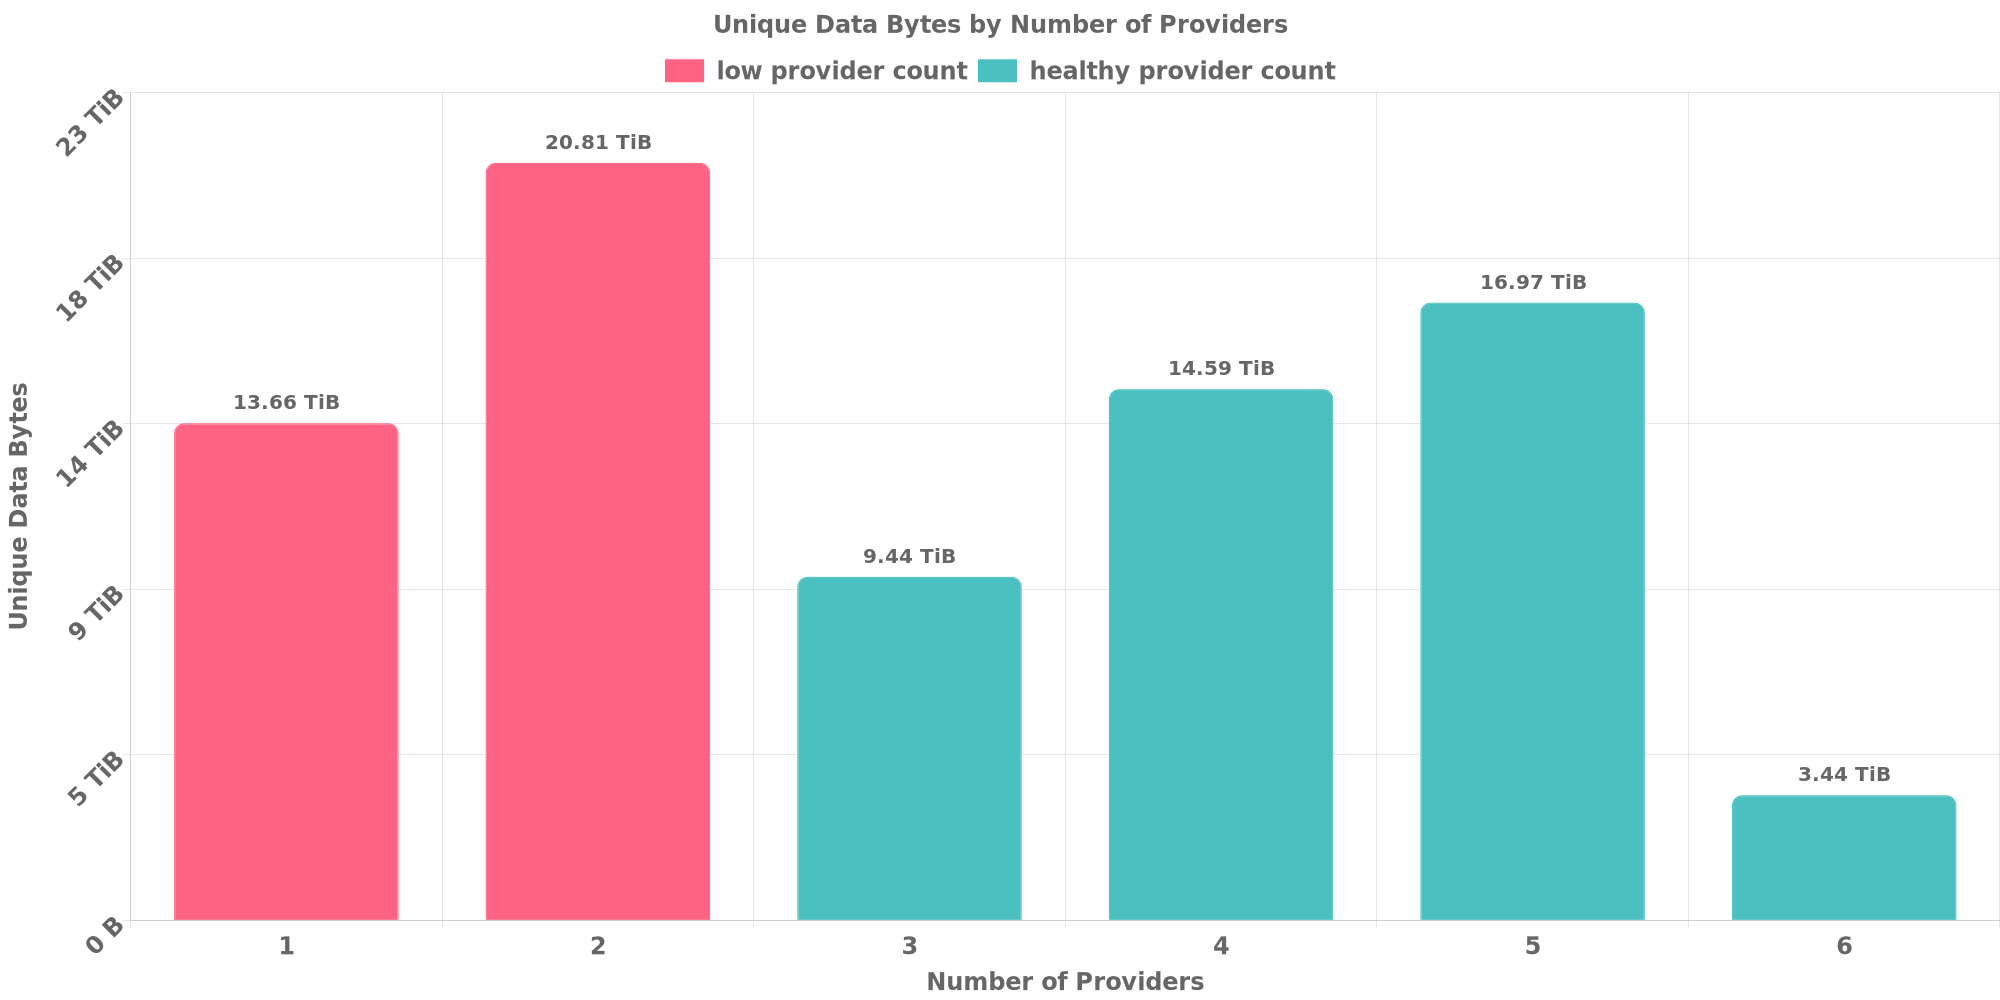 Unique Data Bytes by Number of Providers
low provider count healthy provider count
23 TiB
18 TiB
14 TiB
9 TiB
5 TiB
0 B
Unique Data Bytes
13.66 TiB
20.81 TiB
9.44 TiB
14.59 TiB
16.97 TiB
3.44 TiB
1 2 3 4 5 6
Number of Providers